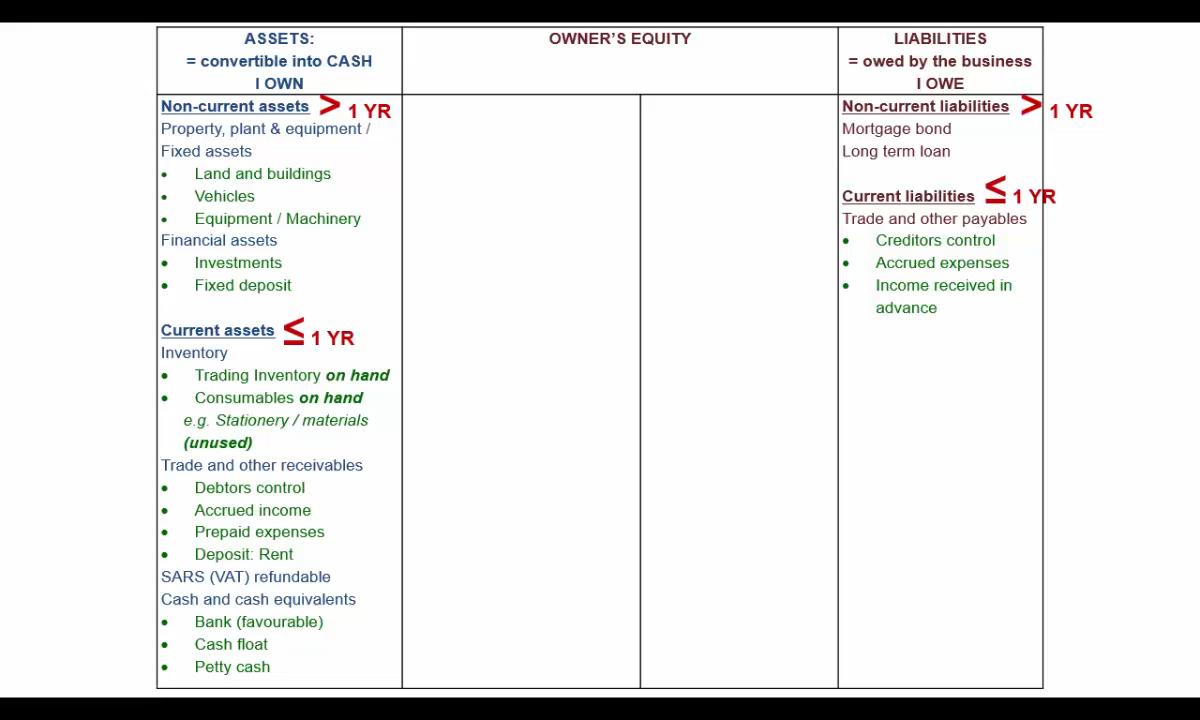 ASSETS:
= convertible into CASH
I OWN
OWNER'S EQUITY
LIABILITIES
= owed by the business
I OWE
Non-current assets > 1 YR
Property, plant & equipment /
Fixed assets
• Land and buildings
• Vehicles
• Equipment / Machinery
Financial assets
• Investments
• Fixed deposit
Current assets ≤ 1 YR
Inventory
• Trading Inventory on hand
• Consumables on hand
e.g. Stationery / materials
(unused)
Trade and other receivables
• Debtors control
• Accrued income
• Prepaid expenses
• Deposit: Rent
SARS (VAT) refundable
Cash and cash equivalents
• Bank (favourable)
• Cash float
• Petty cash
Non-current liabilities > 1 YR
Mortgage bond
Long term loan
Current liabilities ≤ 1 YR
Trade and other payables
• Creditors control
• Accrued expenses
• Income received in
advance